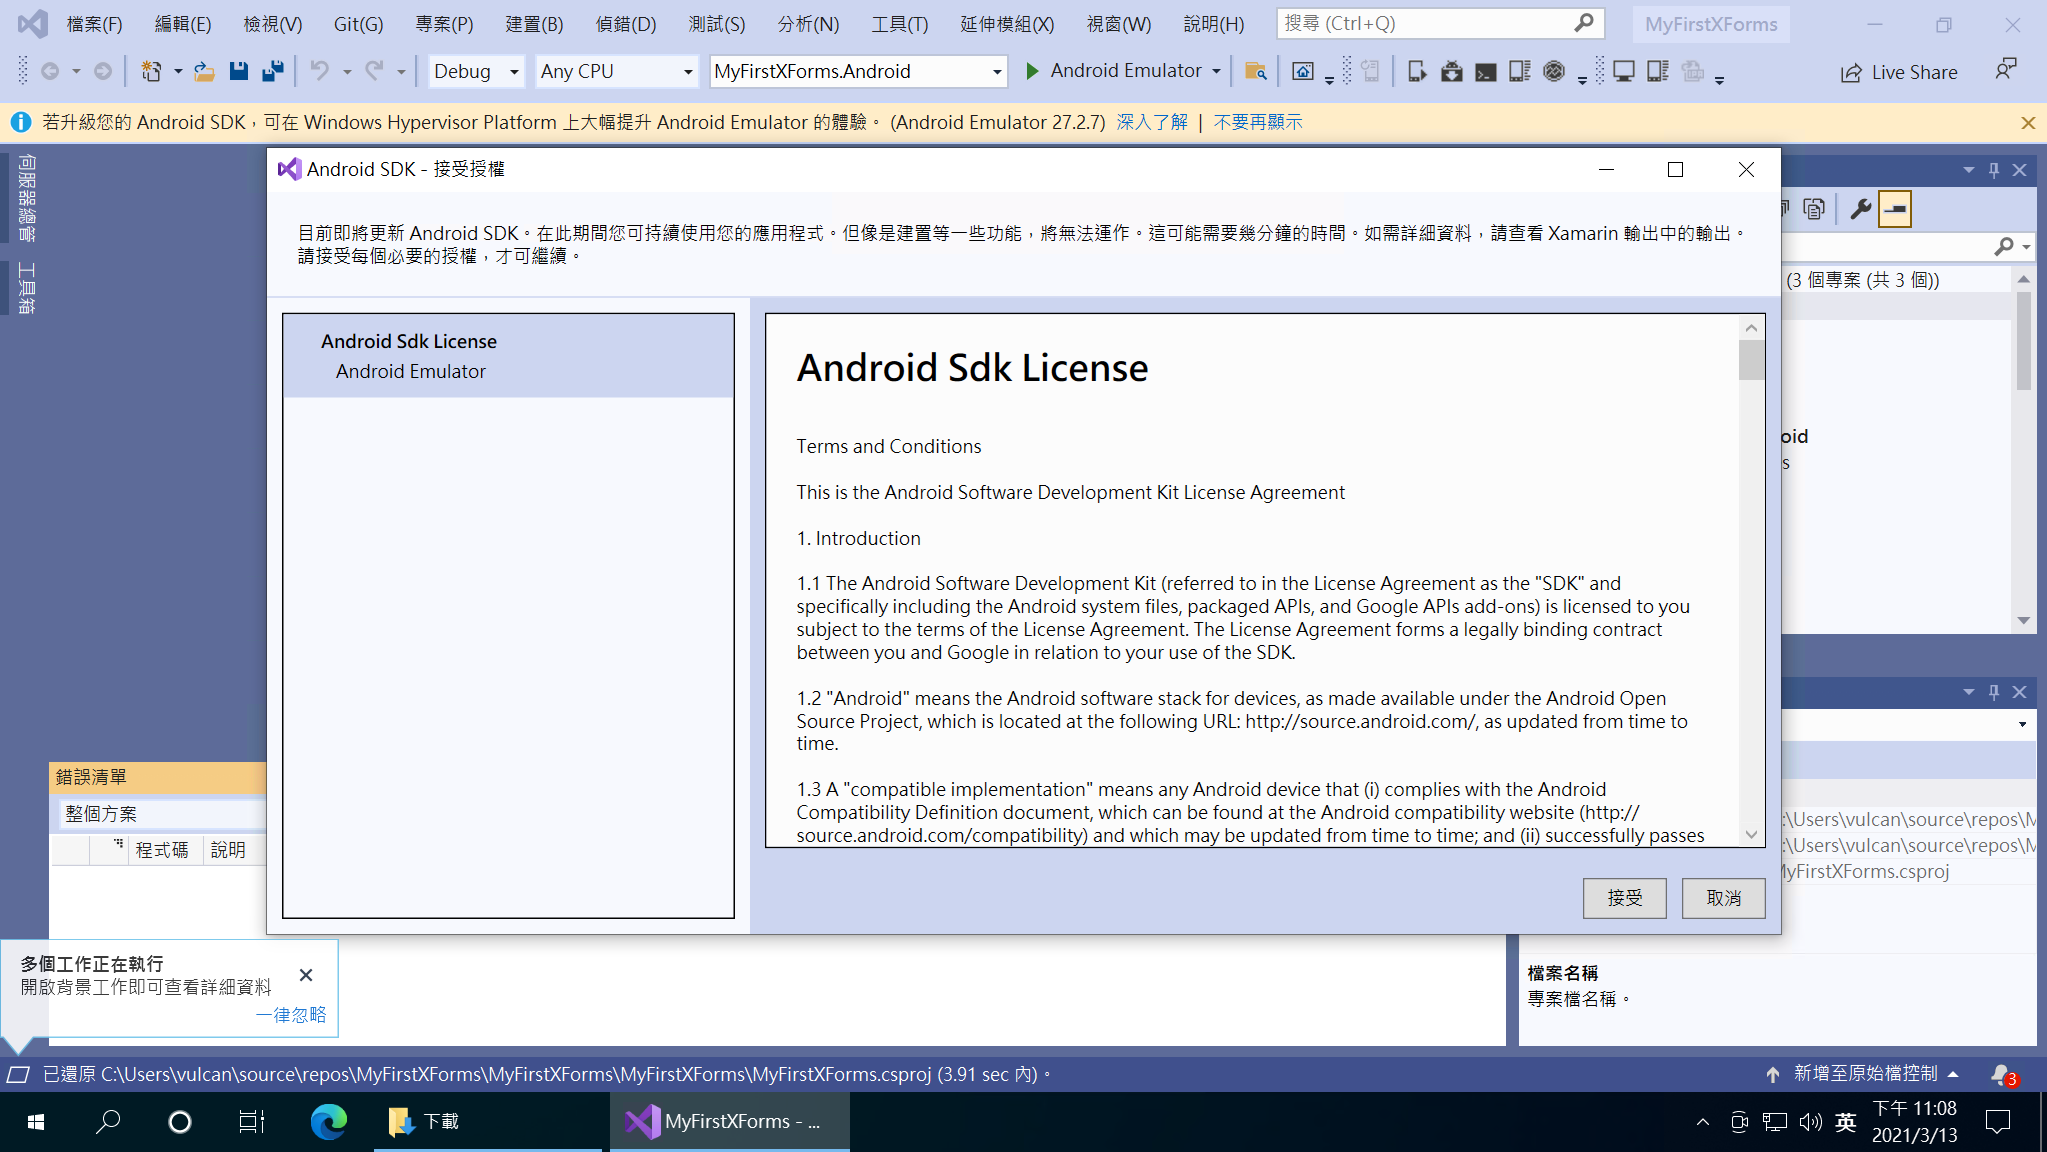 檔案(F) 編輯(E) 檢視(V) Git(G) 專案(P) 建置(B) 偵錯(D) 測試(S) 分析(N) 工具(T) 延伸模組(X) 視窗(W) 說明(H) 搜尋 (Ctrl+Q) MyFirstXForms
Debug Any CPU MyFirstXForms.Android Android Emulator Live Share
若升級您的 Android SDK，可在 Windows Hypervisor Platform 上大幅提升 Android Emulator 的體驗。 (Android Emulator 27.2.7) 深入了解 | 不要再顯示
伺服器總管
工具箱
Android SDK - 接受授權
目前即將更新 Android SDK。在此期間您可持續使用您的應用程式。但像是建置等一些功能，將無法運作。這可能需要幾分鐘的時間。如需詳細資料，請查看 Xamarin 輸出中的輸出。
請接受每個必要的授權，才可繼續。
Android Sdk License
Android Emulator
Android Sdk License
Terms and Conditions
This is the Android Software Development Kit License Agreement
1. Introduction
1.1 The Android Software Development Kit (referred to in the License Agreement as the "SDK" and
specifically including the Android system files, packaged APIs, and Google APIs add-ons) is licensed to you
subject to the terms of the License Agreement. The License Agreement forms a legally binding contract
between you and Google in relation to your use of the SDK.
1.2 "Android" means the Android software stack for devices, as made available under the Android Open
Source Project, which is located at the following URL: http://source.android.com/, as updated from time to
time.
1.3 A "compatible implementation" means any Android device that (i) complies with the Android
Compatibility Definition document, which can be found at the Android compatibility website (http://
source.android.com/compatibility) and which may be updated from time to time; and (ii) successfully passes
接受 取消
(3 個專案 (共 3 個))
oid
s
:\Users\vulcan\source\repos\M
:\Users\vulcan\source\repos\M
MyFirstXForms.csproj
檔案名稱
專案檔名稱。
錯誤清單
整個方案
程式碼 說明
多個工作正在執行
開啟背景工作即可查看詳細資料
一律忽略
已還原 C:\Users\vulcan\source\repos\MyFirstXForms\MyFirstXForms\MyFirstXForms\MyFirstXForms.csproj (3.91 sec 內)。 新增至原始檔控制 3
下載 MyFirstXForms - ... 英 下午 11:08
2021/3/13